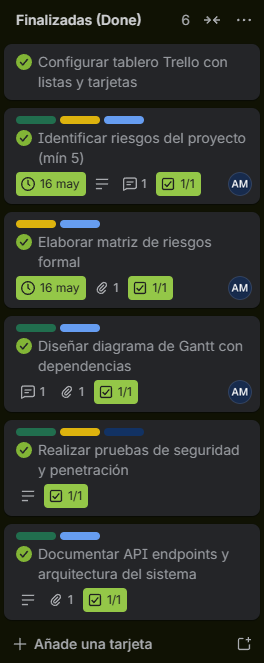 Finalizadas (Done) 6
Configurar tablero Trello con
listas y tarjetas
Identificar riesgos del proyecto
(mín 5)
16 may 1 1/1 AM
Elaborar matriz de riesgos
formal
16 may 1 1/1 AM
Diseñar diagrama de Gantt con
dependencias
1 1 1/1 AM
Realizar pruebas de seguridad
y penetración
1/1
Documentar API endpoints y
arquitectura del sistema
1 1/1
Añade una tarjeta